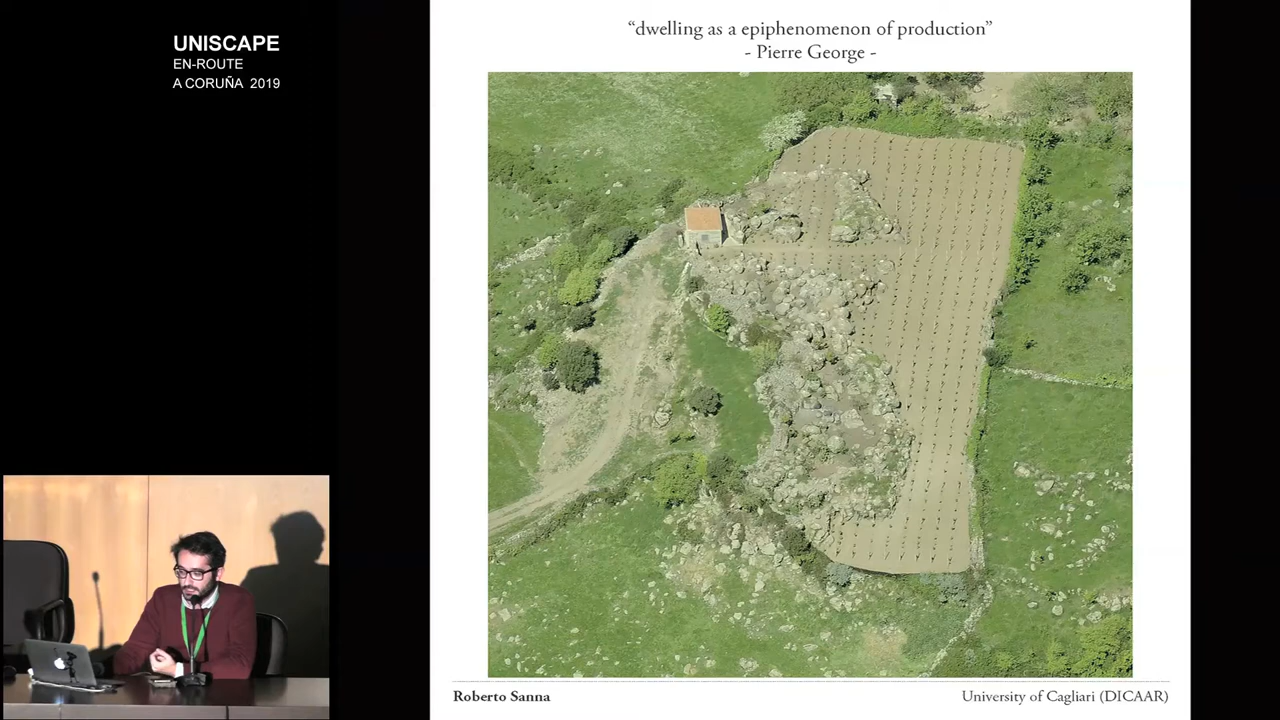 UNISCAPE
EN-ROUTE
A CORUÑA 2019
“dwelling as a epiphenomenon of production”
- Pierre George -
Roberto Sanna
University of Cagliari (DICAAR)